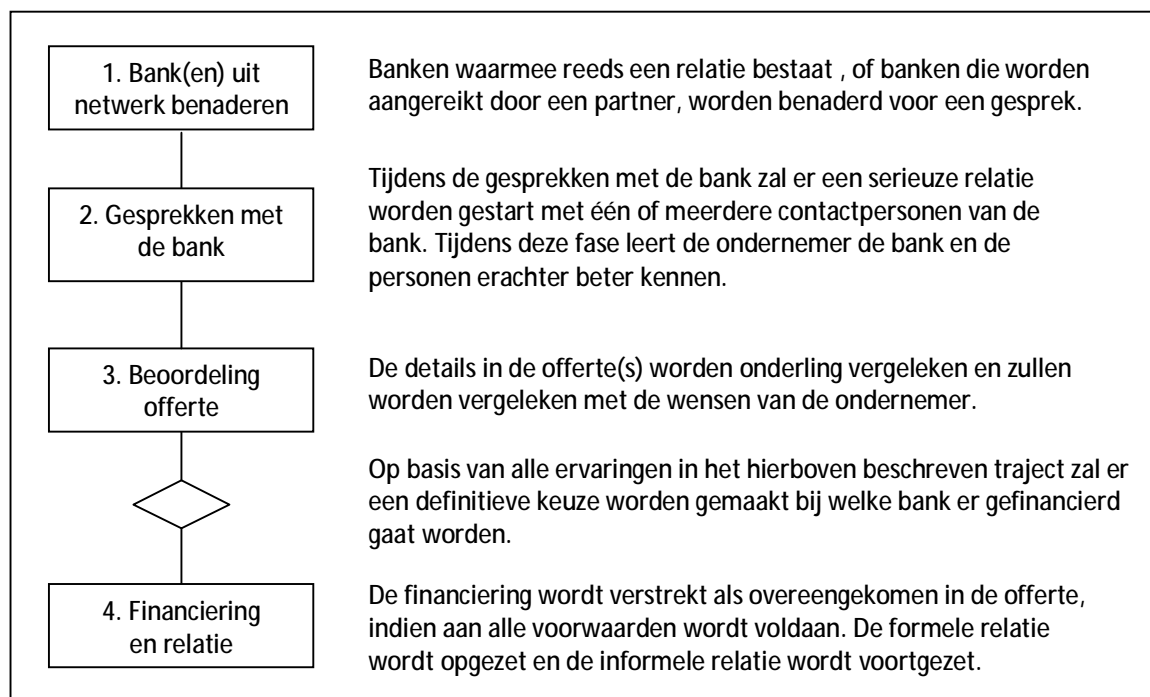 1. Bank(en) uit
netwerk benaderen
Banken waarmee reeds een relatie bestaat , of banken die worden
aangereikt door een partner, worden benaderd voor een gesprek.
2. Gesprekken met
de bank
Tijdens de gesprekken met de bank zal er een serieuze relatie
worden gestart met één of meerdere contactpersonen van de
bank. Tijdens deze fase leert de ondernemer de bank en de
personen erachter beter kennen.
3. Beoordeling
offerte
De details in de offerte(s) worden onderling vergeleken en zullen
worden vergeleken met de wensen van de ondernemer.
Op basis van alle ervaringen in het hierboven beschreven traject zal er
een definitieve keuze worden gemaakt bij welke bank er gefinancierd
gaat worden.
4. Financiering
en relatie
De financiering wordt verstrekt als overeengekomen in de offerte,
indien aan alle voorwaarden wordt voldaan. De formele relatie
wordt opgezet en de informele relatie wordt voortgezet.